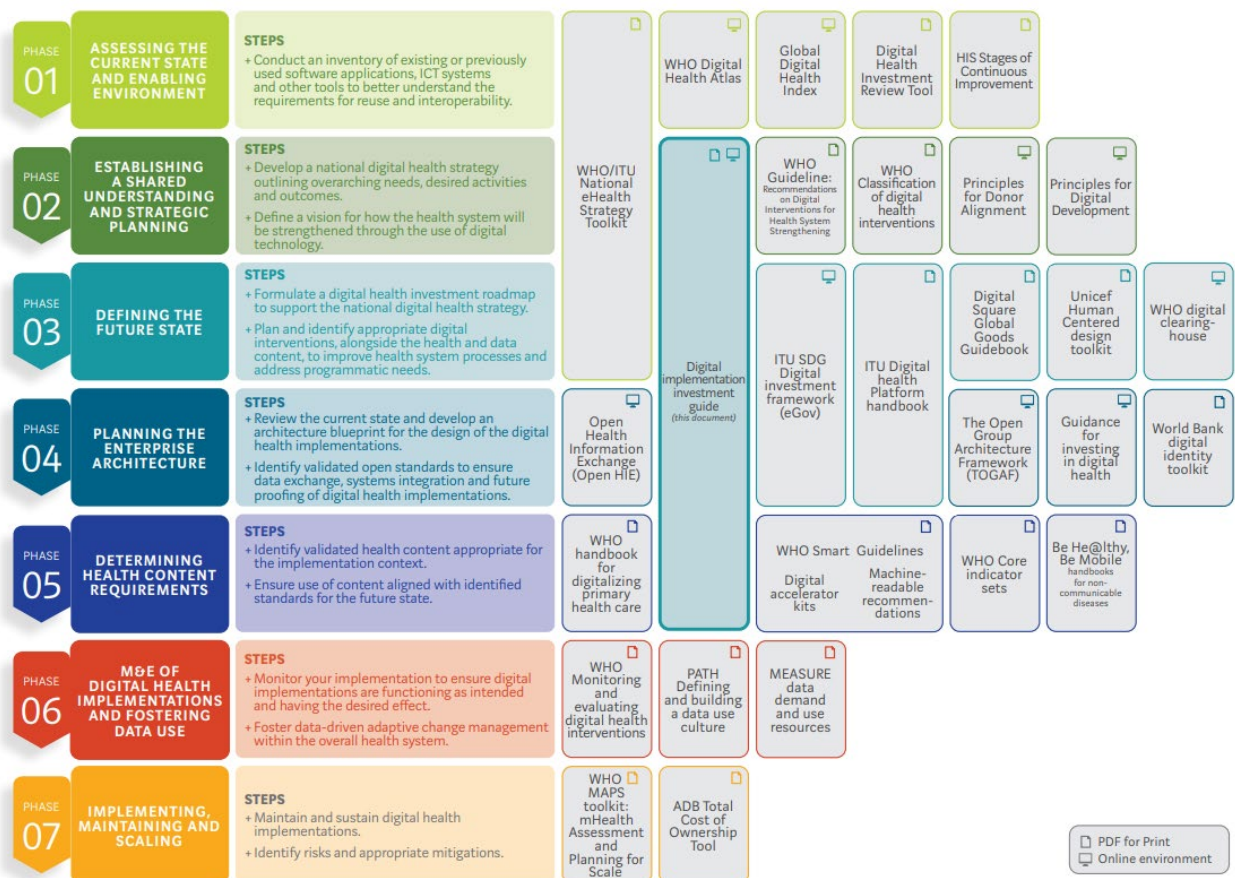 PHASE
01
ASSESSING THE
CURRENT STATE
AND ENABLING
ENVIRONMENT
STEPS
+ Conduct an inventory of existing or previously
used software applications, ICT systems
and other tools to better understand the
requirements for reuse and interoperability.
WHO/ITU
National
eHealth
Strategy
Toolkit
WHO Digital
Health Atlas
Global
Digital
Health
Index
Digital
Health
Investment
Review Tool
HIS Stages of
Continuous
Improvement
PHASE
02
ESTABLISHING
A SHARED
UNDERSTANDING
AND STRATEGIC
PLANNING
STEPS
+ Develop a national digital health strategy
outlining overarching needs, desired activities
and outcomes.
+ Define a vision for how the health system will
be strengthened through the use of digital
technology.
Digital
implementation
investment
guide
(this document)
WHO
Guideline:
Recommendations
on Digital
Interventions for
Health System
Strengthening
WHO
Classification
of digital
health
interventions
Principles
for Donor
Alignment
Principles for
Digital
Development
PHASE
03
DEFINING THE
FUTURE STATE
STEPS
+ Formulate a digital health investment roadmap
to support the national digital health strategy.
+ Plan and identify appropriate digital
interventions, alongside the health and data
content, to improve health system processes and
address programmatic needs.
ITU SDG
Digital
investment
framework
(eGov)
ITU Digital
health
Platform
handbook
Digital
Square
Global
Goods
Guidebook
Unicef
Human
Centered
design
toolkit
WHO digital
clearing-
house
PHASE
04
PLANNING THE
ENTERPRISE
ARCHITECTURE
STEPS
+ Review the current state and develop an
architecture blueprint for the design of the digital
health implementations.
+ Identify validated open standards to ensure
data exchange, systems integration and future
proofing of digital health implementations.
Open
Health
Information
Exchange
(Open HIE)
The Open
Group
Architecture
Framework
(TOGAF)
Guidance
for
investing
in digital
health
World Bank
digital
identity
toolkit
PHASE
05
DETERMINING
HEALTH CONTENT
REQUIREMENTS
STEPS
+ Identify validated health content appropriate for
the implementation context.
+ Ensure use of content aligned with identified
standards for the future state.
WHO
handbook
for
digitalizing
primary
health care
WHO Smart Guidelines
Digital
accelerator
kits
Machine-
readable
recommen-
dations
WHO Core
indicator
sets
Be He@lthy,
Be Mobile
handbooks
for non-
communicable
diseases
PHASE
06
M&E OF
DIGITAL HEALTH
IMPLEMENTATIONS
AND FOSTERING
DATA USE
STEPS
+ Monitor your implementation to ensure digital
implementations are functioning as intended
and having the desired effect.
+ Foster data-driven adaptive change management
within the overall health system.
WHO
Monitoring
and
evaluating
digital health
interventions
PATH
Defining
and building
a data use
culture
MEASURE
data
demand
and use
resources
PHASE
07
IMPLEMENTING,
MAINTAINING AND
SCALING
STEPS
+ Maintain and sustain digital health
implementations.
+ Identify risks and appropriate mitigations.
WHO
MAPS
toolkit:
mHealth
Assessment
and
Planning for
Scale
ADB Total
Cost of
Ownership
Tool
PDF for Print
Online environment